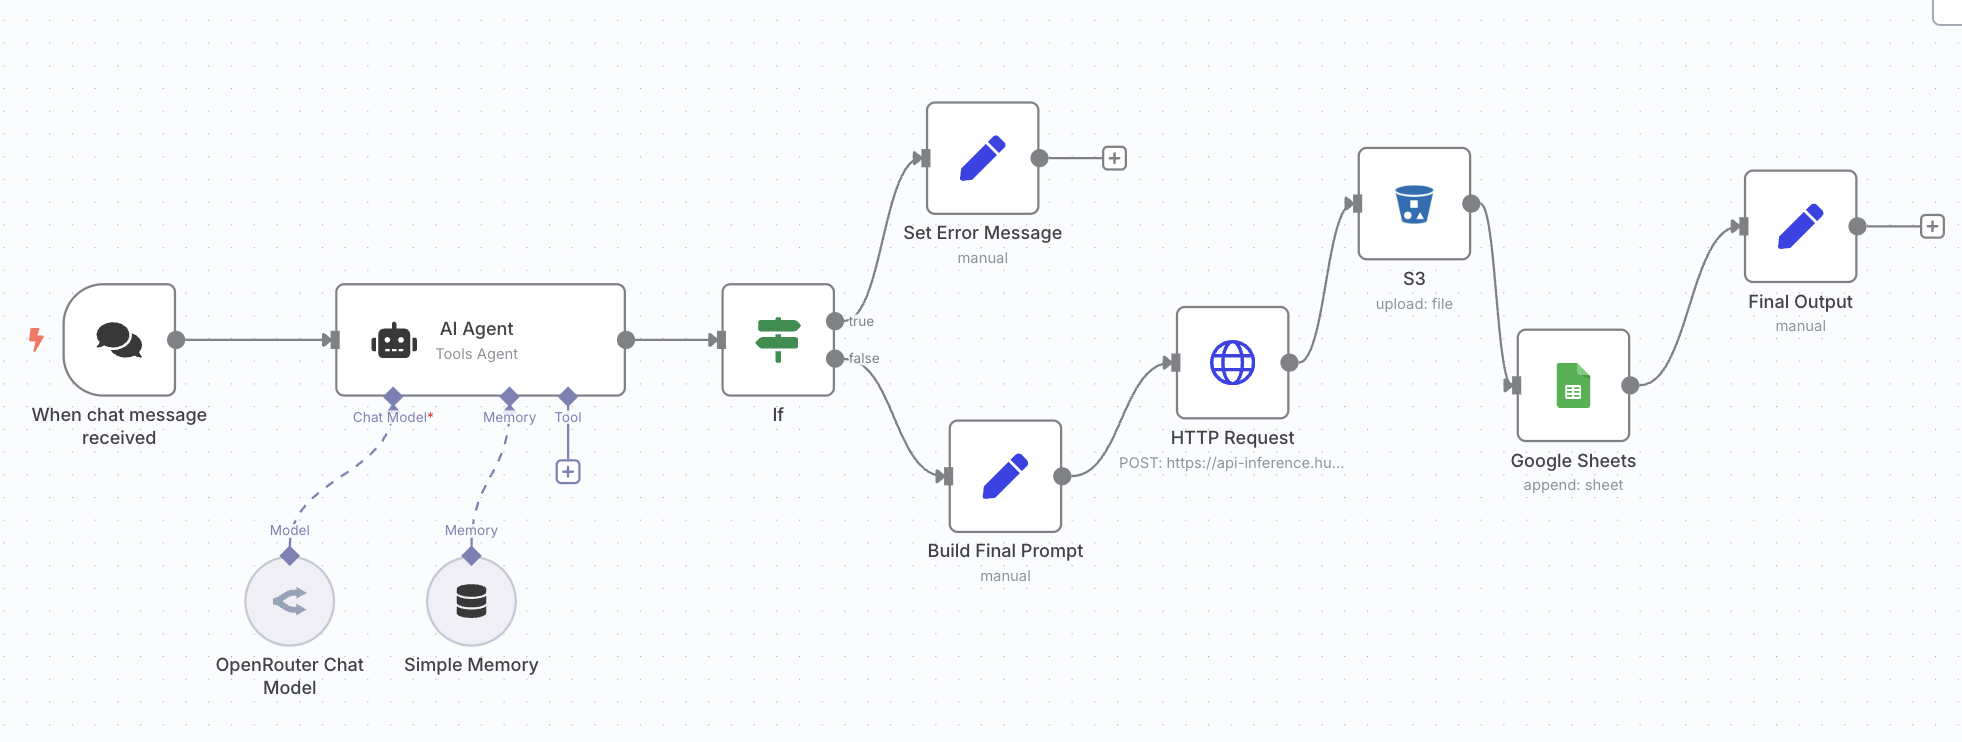 When chat message
received
AI Agent
Tools Agent
Chat Model*
Memory
Tool
Model
Memory
OpenRouter Chat
Model
Simple Memory
If
true
false
Set Error Message
manual
Build Final Prompt
manual
HTTP Request
POST: https://api-inference.hu...
S3
upload: file
Google Sheets
append: sheet
Final Output
manual